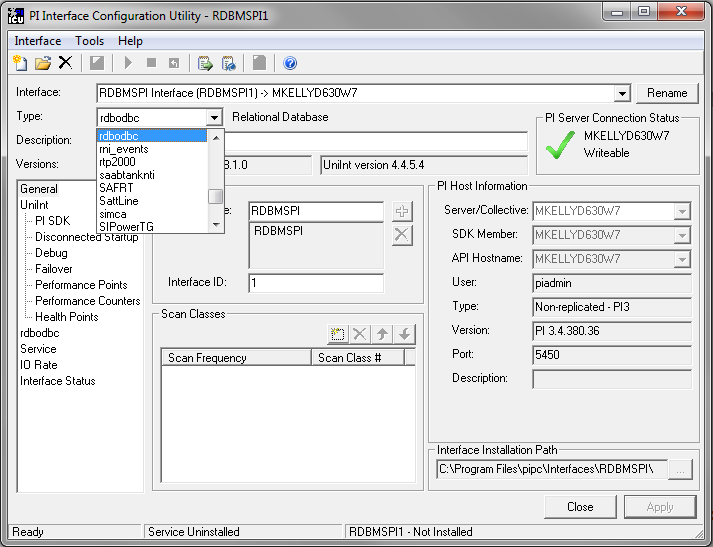 PI Interface Configuration Utility - RDBMSPI1
Interface Tools Help
Interface: RDBMSPI Interface (RDBMSPI1) -> MKELLYD630W7 Rename
Type: rdbodbc Relational Database
rdbodbc
rni_events
rtp2000
saabtanknti
SAFRT
SattLine
simca
SIPowerTG
Description:
Versions: 3.1.0 UniInt version 4.4.5.4
PI Server Connection Status
MKELLYD630W7
Writeable
General
UniInt
PI SDK
Disconnected Startup
Debug
Failover
Performance Points
Performance Counters
Health Points
rdbodbc
Service
IO Rate
Interface Status
RDBMSPI
RDBMSPI
Interface ID: 1
Scan Classes
Scan Frequency Scan Class #
PI Host Information
Server/Collective: MKELLYD630W7
SDK Member: MKELLYD630W7
API Hostname: MKELLYD630W7
User: piadmin
Type: Non-replicated - PI3
Version: PI 3.4.380.36
Port: 5450
Description:
Interface Installation Path
C:\Program Files\pipc\Interfaces\RDBMSPI\ ...
Close Apply
Ready Service Uninstalled RDBMSPI1 - Not Installed